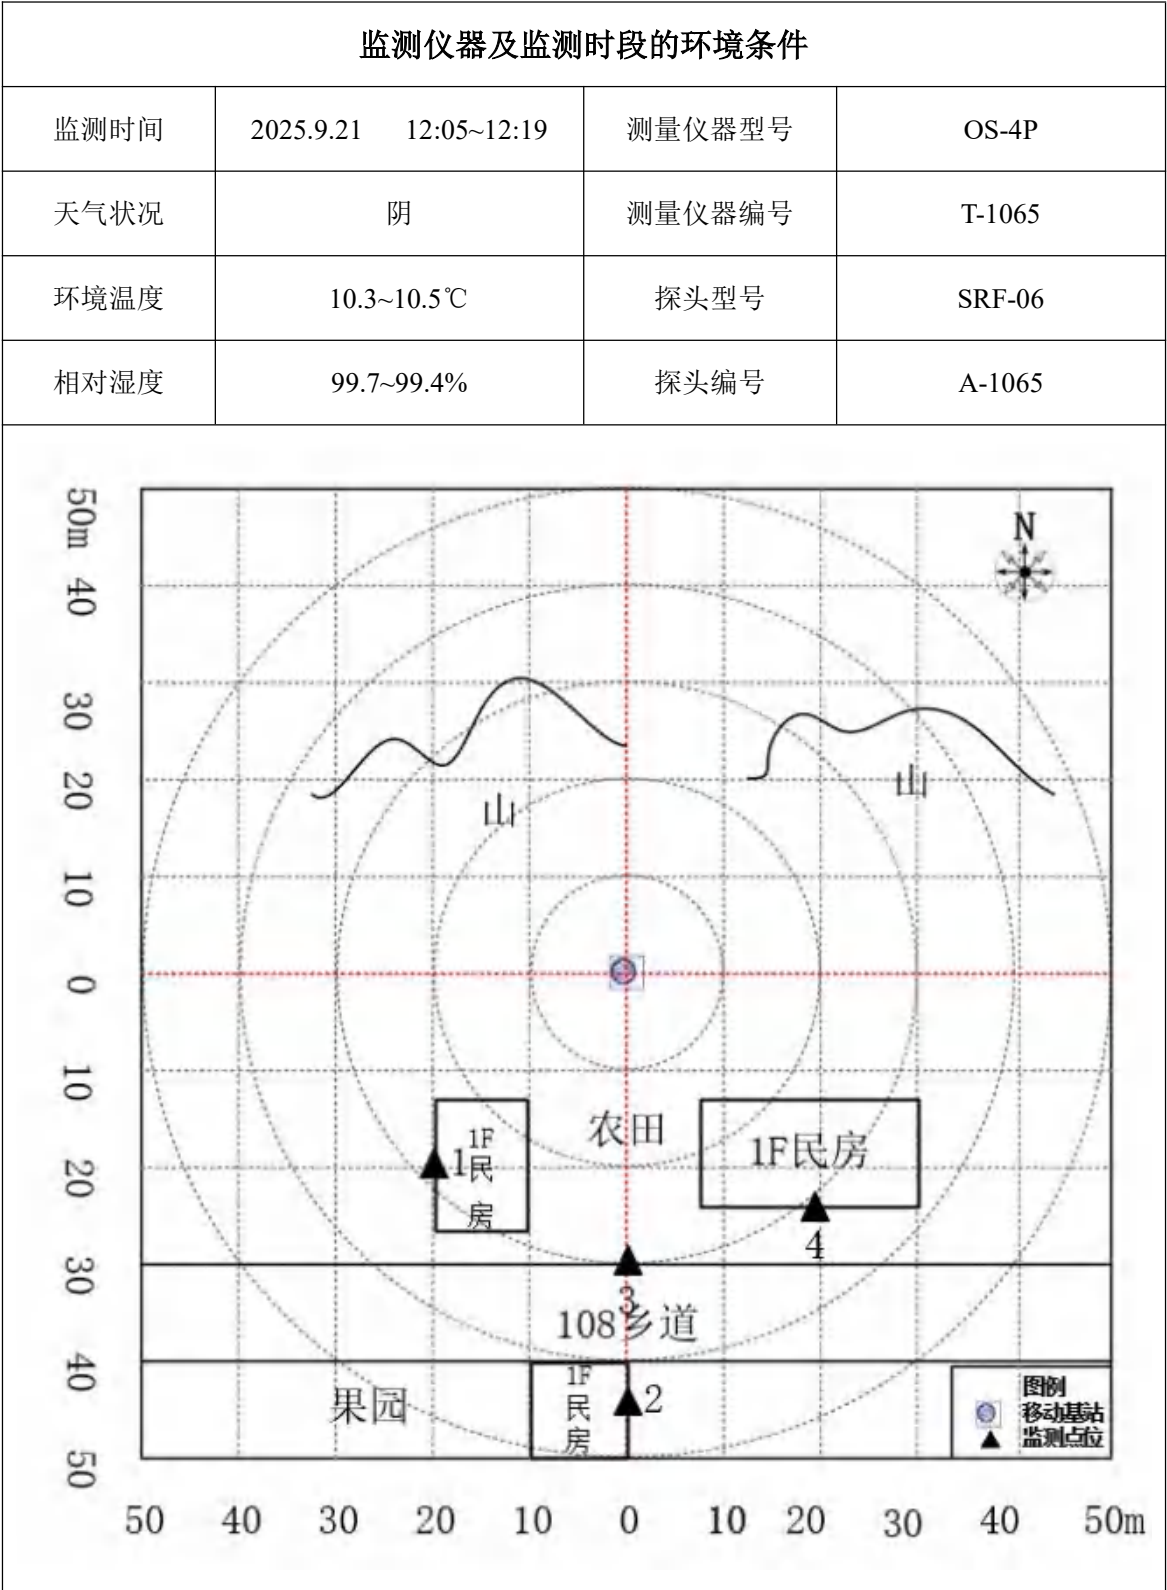 监测仪器及监测时段的环境条件
监测时间 2025.9.21 12:05~12:19 测量仪器型号 OS-4P
天气状况 阴 测量仪器编号 T-1065
环境温度 10.3~10.5℃ 探头型号 SRF-06
相对湿度 99.7~99.4% 探头编号 A-1065
50m
N
40
30
20
山
山
10
0
10
农田
1F
民
房
1
1F民房
20
4
30
3
108乡道
40
1F
民
房
2
果园
图例
移动基站
监测点位
50
50 40 30 20 10 0 10 20 30 40 50m